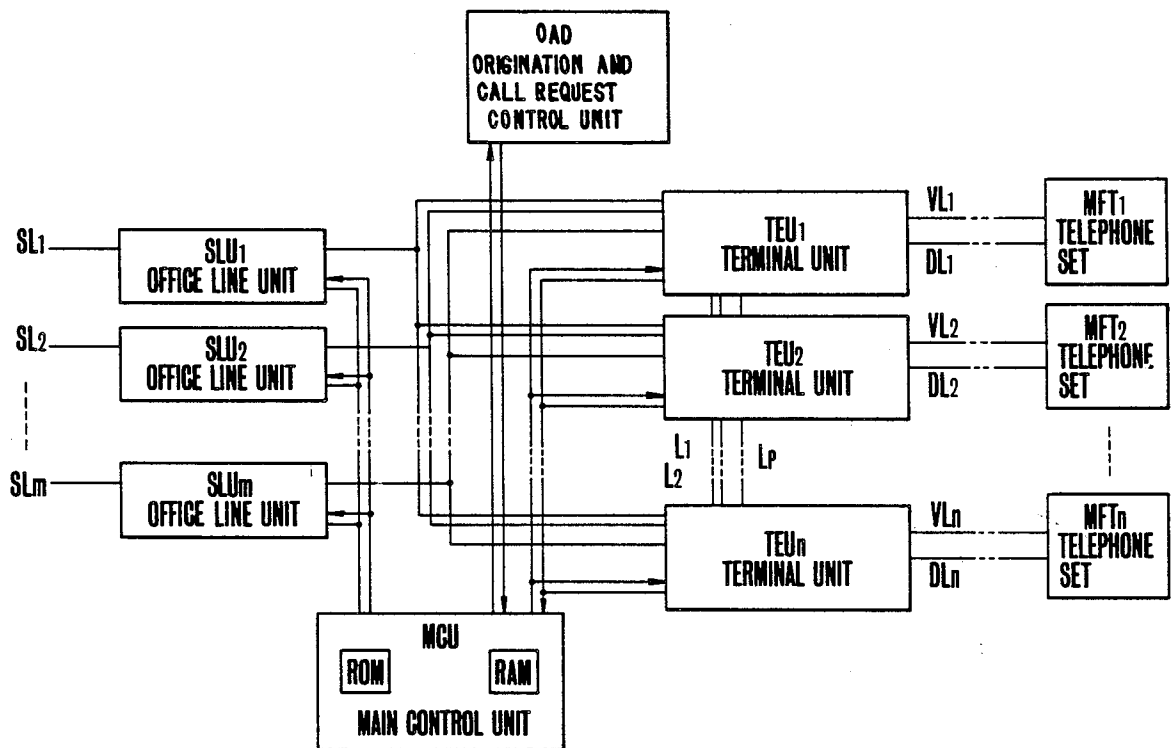 OAD
ORIGINATION AND
CALL REQUEST
CONTROL UNIT
SL1
SLU1
OFFICE LINE UNIT
SL2
SLU2
OFFICE LINE UNIT
SLm
SLUm
OFFICE LINE UNIT
TEU1
TERMINAL UNIT
VL1
DL1
MFT1
TELEPHONE
SET
TEU2
TERMINAL UNIT
VL2
DL2
MFT2
TELEPHONE
SET
L1
L2
LP
TEUn
TERMINAL UNIT
VLn
DLn
MFTn
TELEPHONE
SET
MCU
ROM
RAM
MAIN CONTROL UNIT